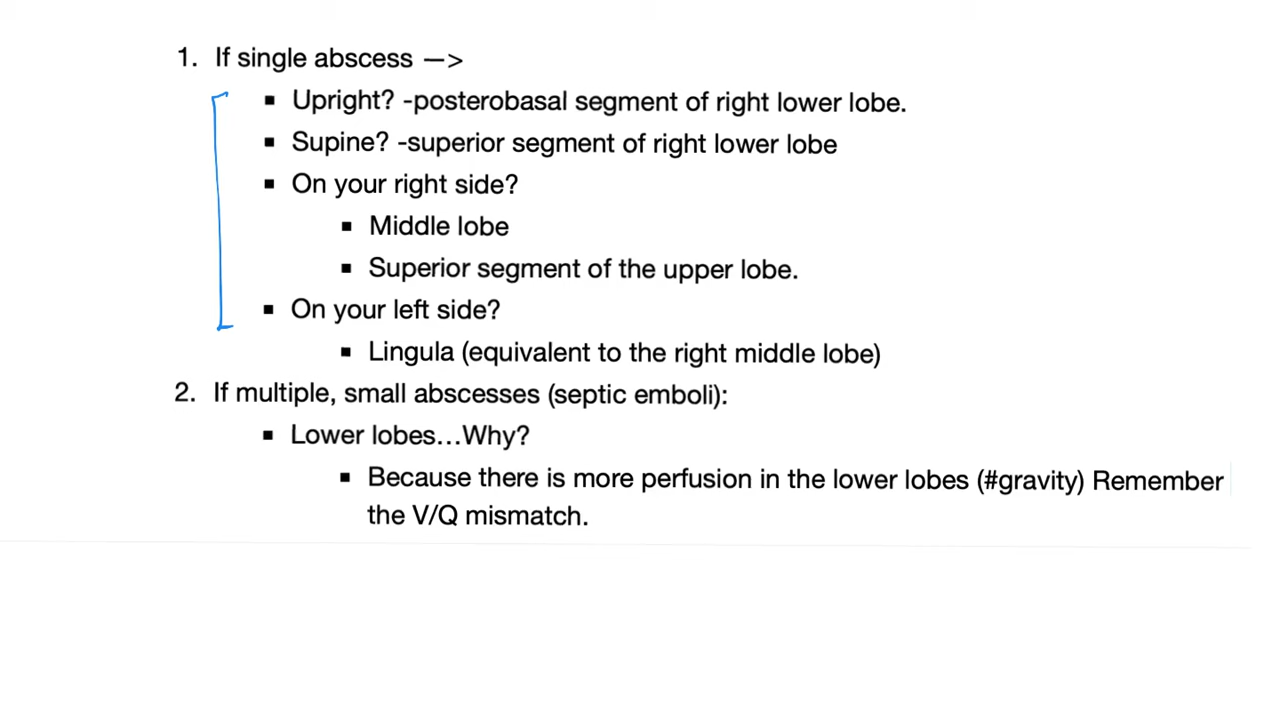 1. If single abscess —>
▪ Upright? -posterobasal segment of right lower lobe.
▪ Supine? -superior segment of right lower lobe
▪ On your right side?
▪ Middle lobe
▪ Superior segment of the upper lobe.
▪ On your left side?
▪ Lingula (equivalent to the right middle lobe)
2. If multiple, small abscesses (septic emboli):
▪ Lower lobes...Why?
▪ Because there is more perfusion in the lower lobes (#gravity) Remember
the V/Q mismatch.